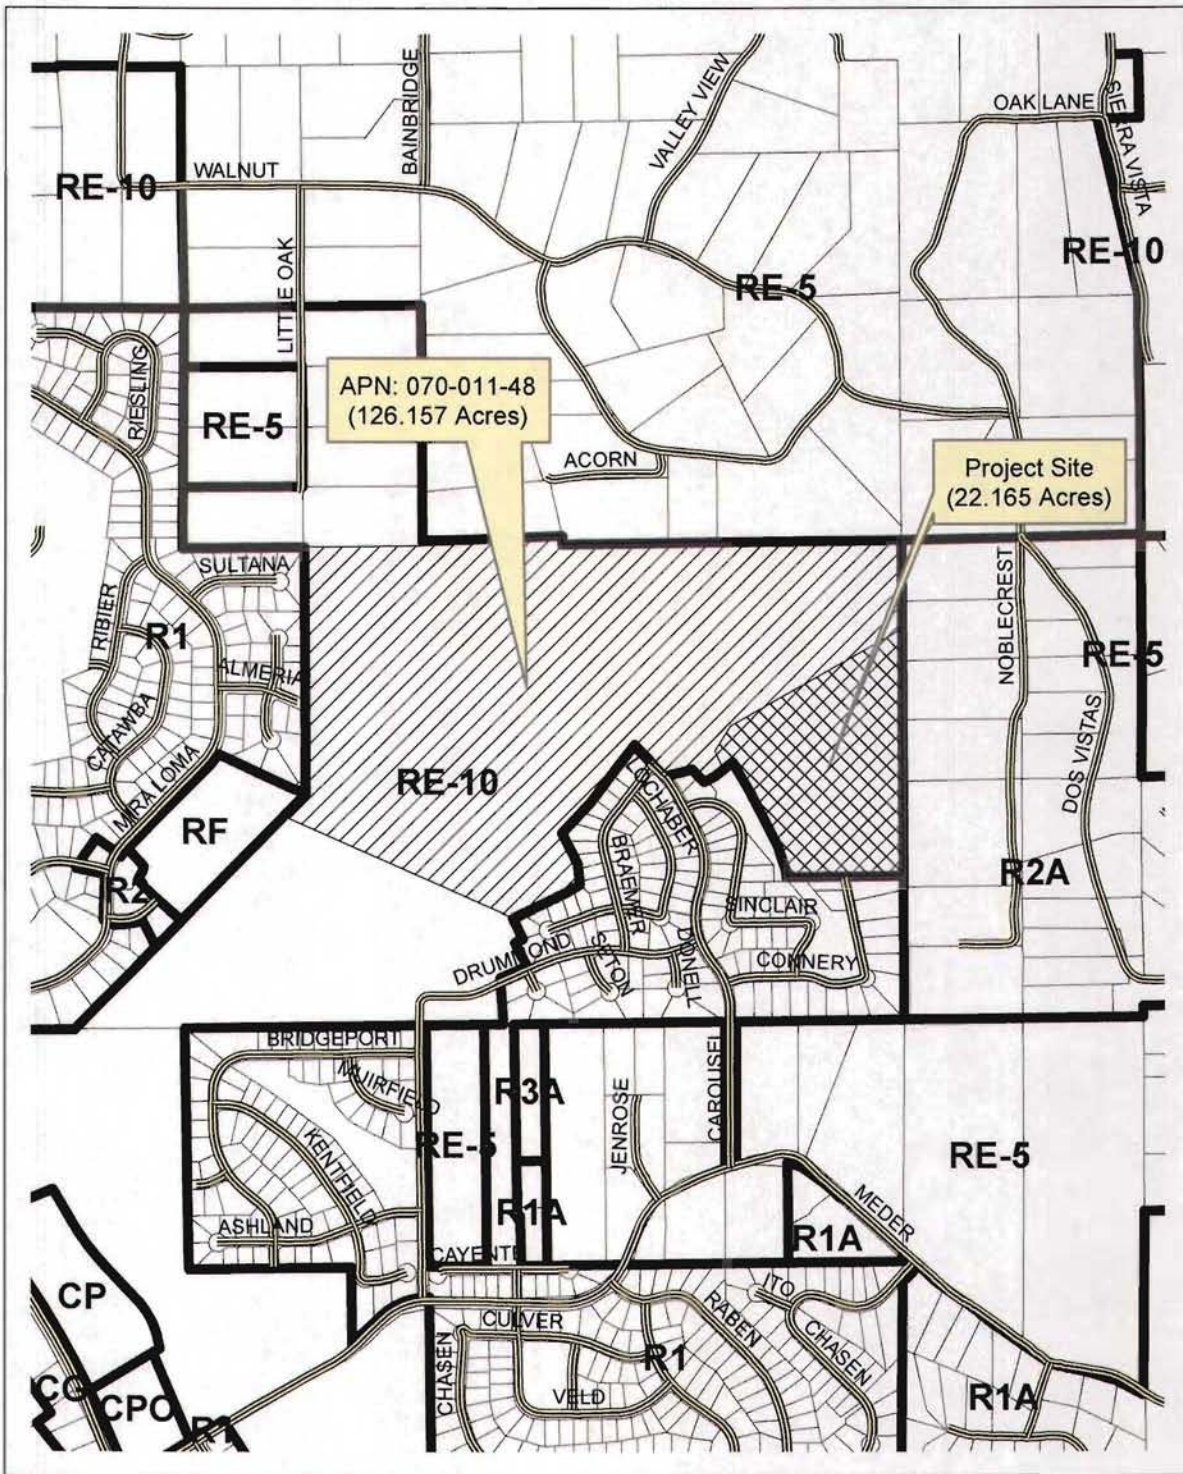 BAINBRIDGE
VALLEY VIEW
OAK LANE
SIERRA VISTA
WALNUT
RE-10
LITTLE OAK
RE-10
RE-5
RIESLING
APN: 070-011-48
(126.157 Acres)
RE-5
ACORN
Project Site
(22.165 Acres)
SULTANA
NOBLECREST
RIBIER
R1
RE-5
ALMERIA
CATAWBA
DOS VISTAS
MIRA LOMA
RE-10
OCHABER
RF
BRAEMER
R2
R2A
SINCLAIR
DRUMMOND
SETON
DONELL
CONNERY
BRIDGEPORT
MUIRFIELD
R3A
JENROSE
CAROUSEL
KENTFIELD
RE-5
RE-5
MEDER
ASHLAND
R1A
R1A
CAYENTE
CP
ITO
CULVER
RABEN
CHASEN
CHASEN
R1
VELD
CG
CPO
R1
R1A